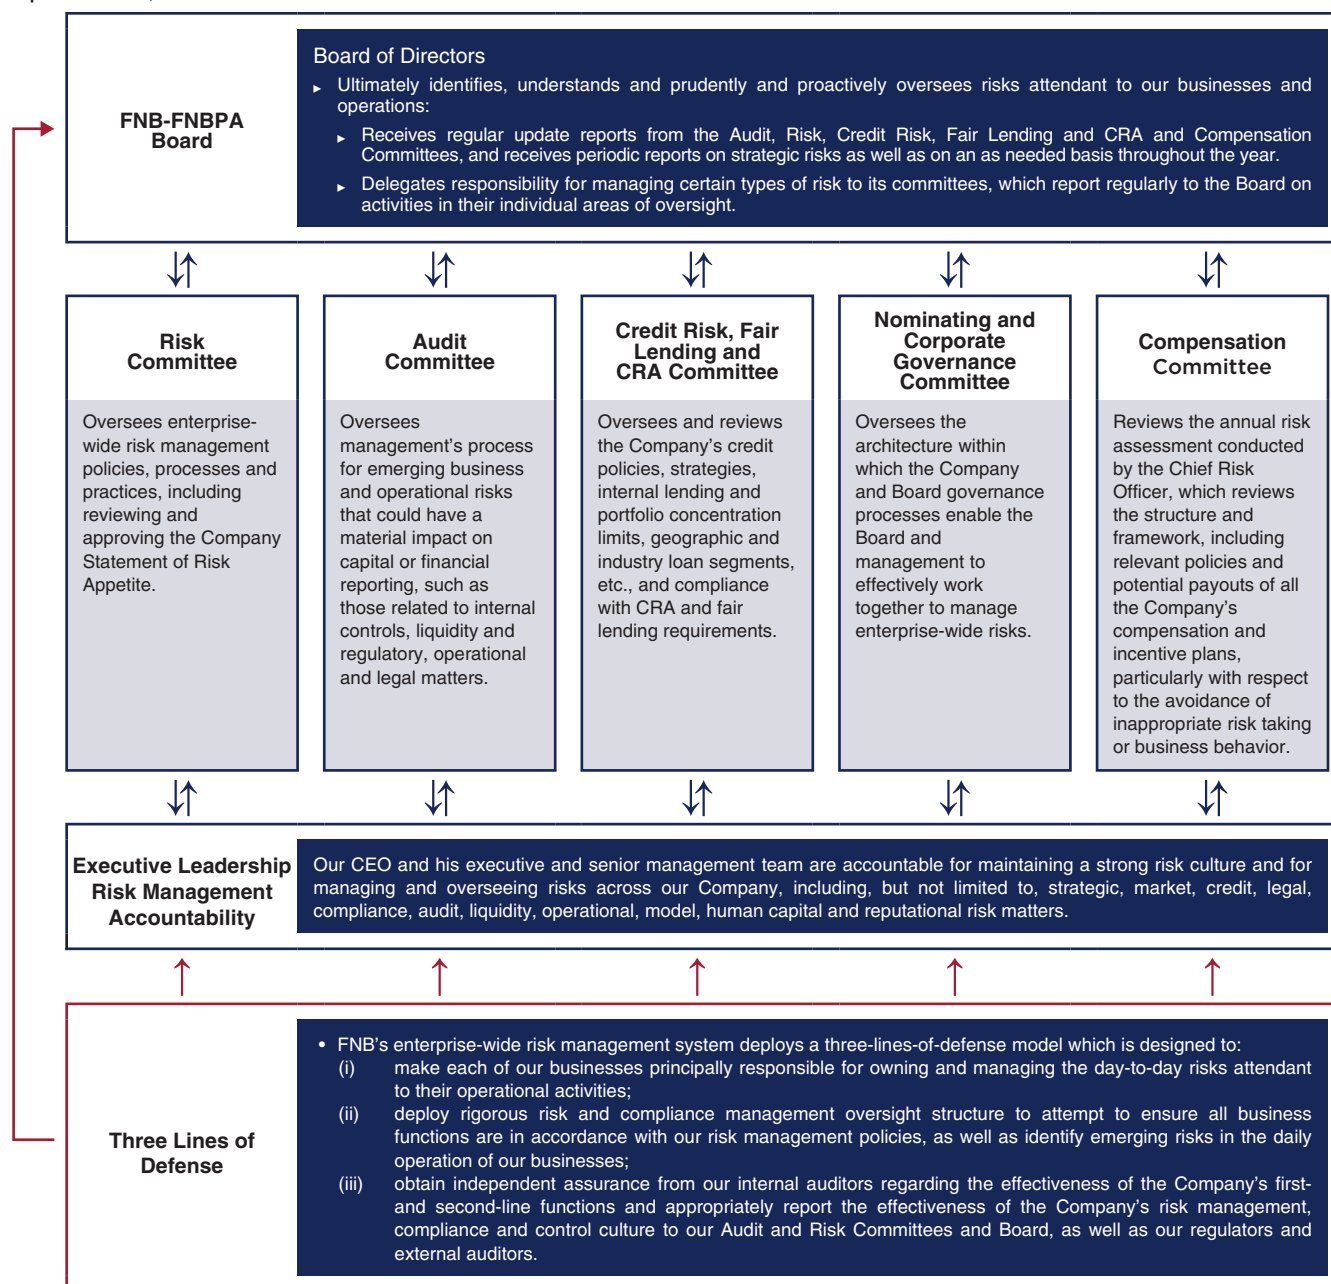 FNB-FNBPA
Board
Board of Directors
► Ultimately identifies, understands and prudently and proactively oversees risks attendant to our businesses and
operations:
► Receives regular update reports from the Audit, Risk, Credit Risk, Fair Lending and CRA and Compensation
Committees, and receives periodic reports on strategic risks as well as on an as needed basis throughout the year.
► Delegates responsibility for managing certain types of risk to its committees, which report regularly to the Board on
activities in their individual areas of oversight.
Risk
Committee
Oversees enterprise-
wide risk management
policies, processes and
practices, including
reviewing and
approving the Company
Statement of Risk
Appetite.
Audit
Committee
Oversees
management's process
for emerging business
and operational risks
that could have a
material impact on
capital or financial
reporting, such as
those related to internal
controls, liquidity and
regulatory, operational
and legal matters.
Credit Risk, Fair
Lending and
CRA Committee
Oversees and reviews
the Company's credit
policies, strategies,
internal lending and
portfolio concentration
limits, geographic and
industry loan segments,
etc., and compliance
with CRA and fair
lending requirements.
Nominating and
Corporate
Governance
Committee
Oversees the
architecture within
which the Company
and Board governance
processes enable the
Board and
management to
effectively work
together to manage
enterprise-wide risks.
Compensation
Committee
Reviews the annual risk
assessment conducted
by the Chief Risk
Officer, which reviews
the structure and
framework, including
relevant policies and
potential payouts of all
the Company's
compensation and
incentive plans,
particularly with respect
to the avoidance of
inappropriate risk taking
or business behavior.
Executive Leadership
Risk Management
Accountability
Our CEO and his executive and senior management team are accountable for maintaining a strong risk culture and for
managing and overseeing risks across our Company, including, but not limited to, strategic, market, credit, legal,
compliance, audit, liquidity, operational, model, human capital and reputational risk matters.
Three Lines of
Defense
• FNB's enterprise-wide risk management system deploys a three-lines-of-defense model which is designed to:
(i) make each of our businesses principally responsible for owning and managing the day-to-day risks attendant
to their operational activities;
(ii) deploy rigorous risk and compliance management oversight structure to attempt to ensure all business
functions are in accordance with our risk management policies, as well as identify emerging risks in the daily
operation of our businesses;
(iii) obtain independent assurance from our internal auditors regarding the effectiveness of the Company's first-
and second-line functions and appropriately report the effectiveness of the Company's risk management,
compliance and control culture to our Audit and Risk Committees and Board, as well as our regulators and
external auditors.